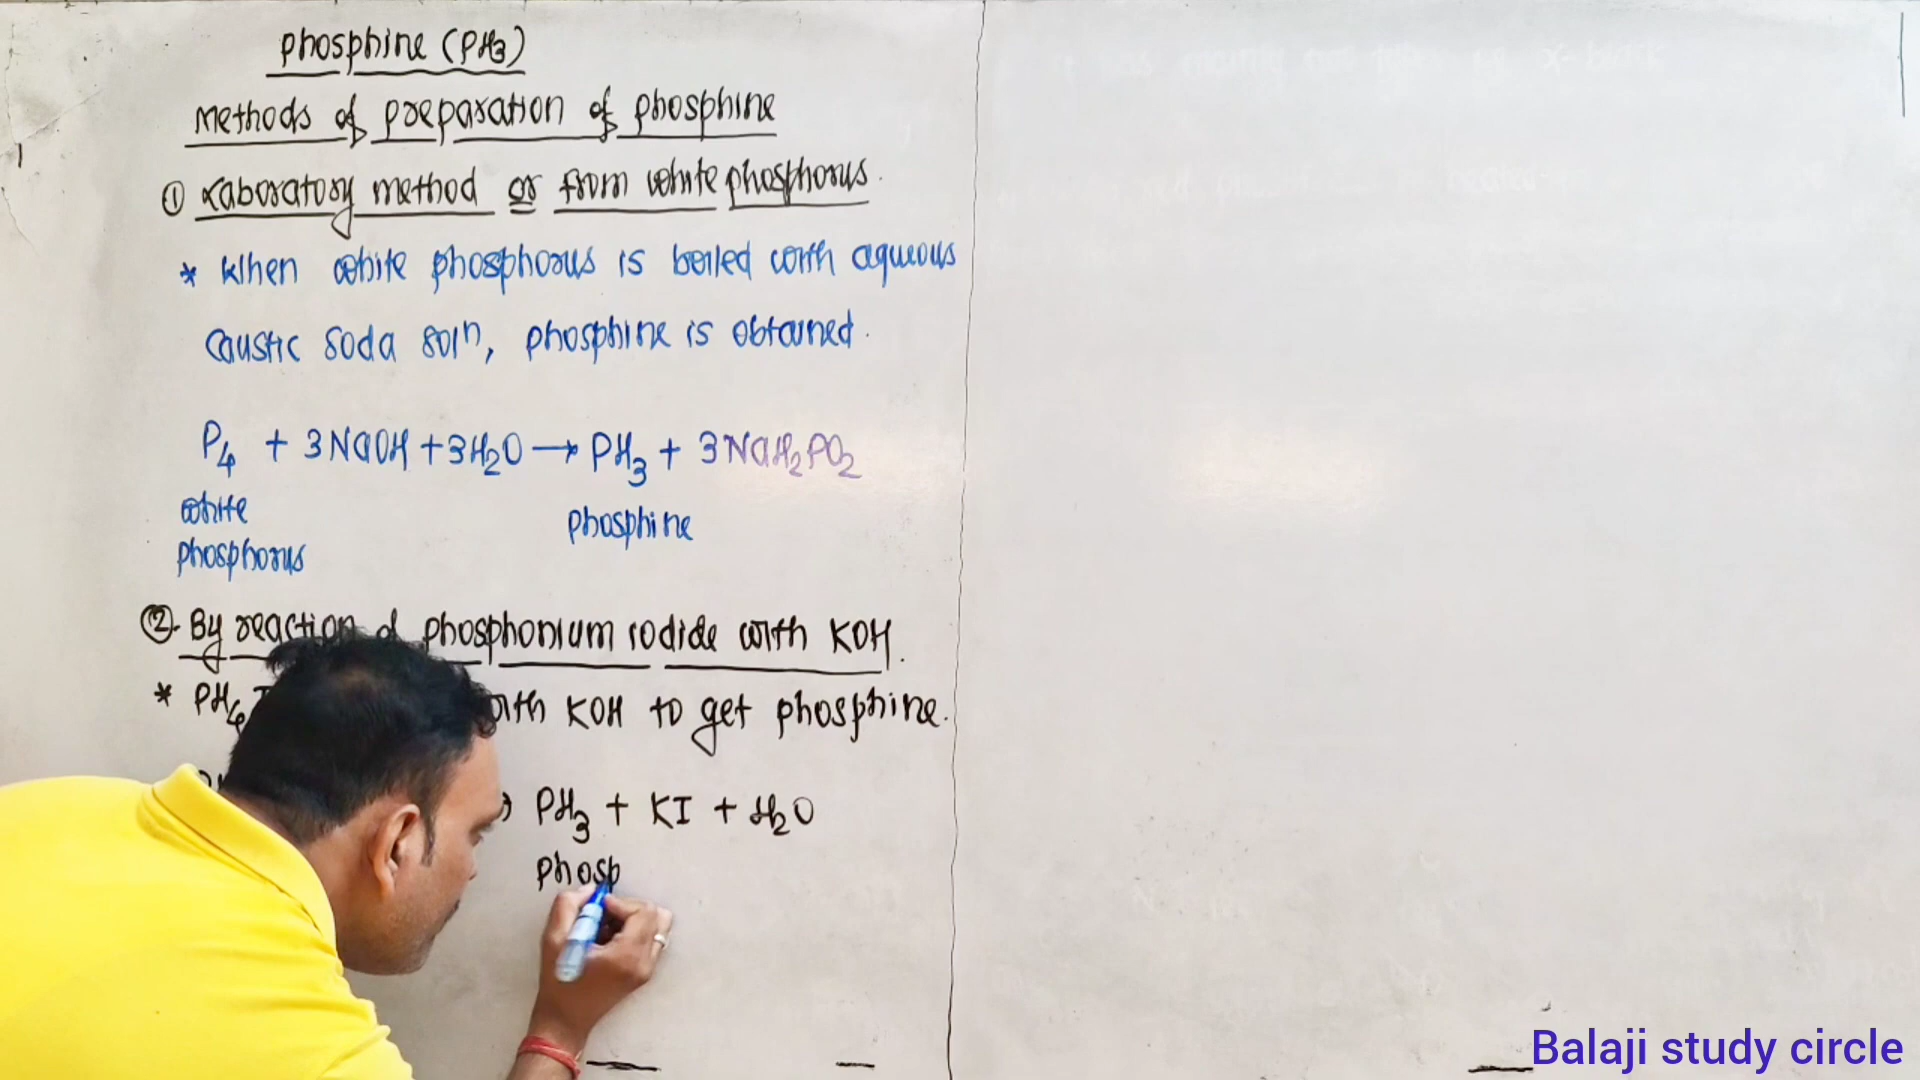 Phosphine (PH3)
Methods of preparation of phosphine
① Laboratory method or from white phosphorus.
* When white phosphorus is boiled with aqueous
Caustic Soda Soln, phosphine is obtained.
P4 + 3NaOH + 3H2O → PH3 + 3NaH2PO2
white phosphine
phosphorus
② By reaction of phosphonium iodide with KOH.
* PH4 with KOH to get phosphine.
→ PH3 + KI + H2O
phosp
Balaji study circle